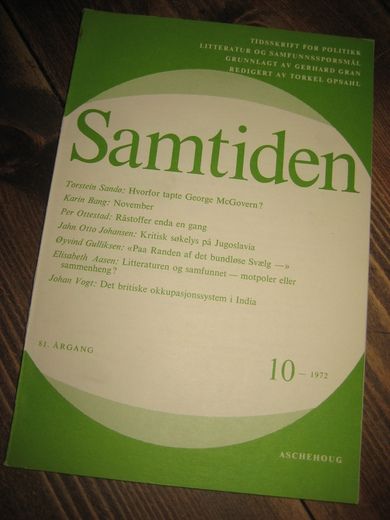 TIDSSKRIFT FOR POLITIKK
LITTERATUR OG SAMFUNNSSPØRSMÅL
GRUNNLAGT AV GERHARD GRAN
REDIGERT AV TORKEL OPSAHL
Samtiden
Torstein Sandø: Hvorfor tapte George McGovern?
Karin Bang: November
Per Ottestad: Råstoffer enda en gang
Jahn Otto Johansen: Kritisk søkelys på Jugoslavia
Øyvind Gulliksen: «Paa Randen af det bundløse Svælg —»
Elisabeth Aasen: Litteraturen og samfunnet — motpoler eller
sammenheng?
Johan Vogt: Det britiske okkupasjonssystem i India
81. ÅRGANG
10 – 1972
ASCHEHOUG